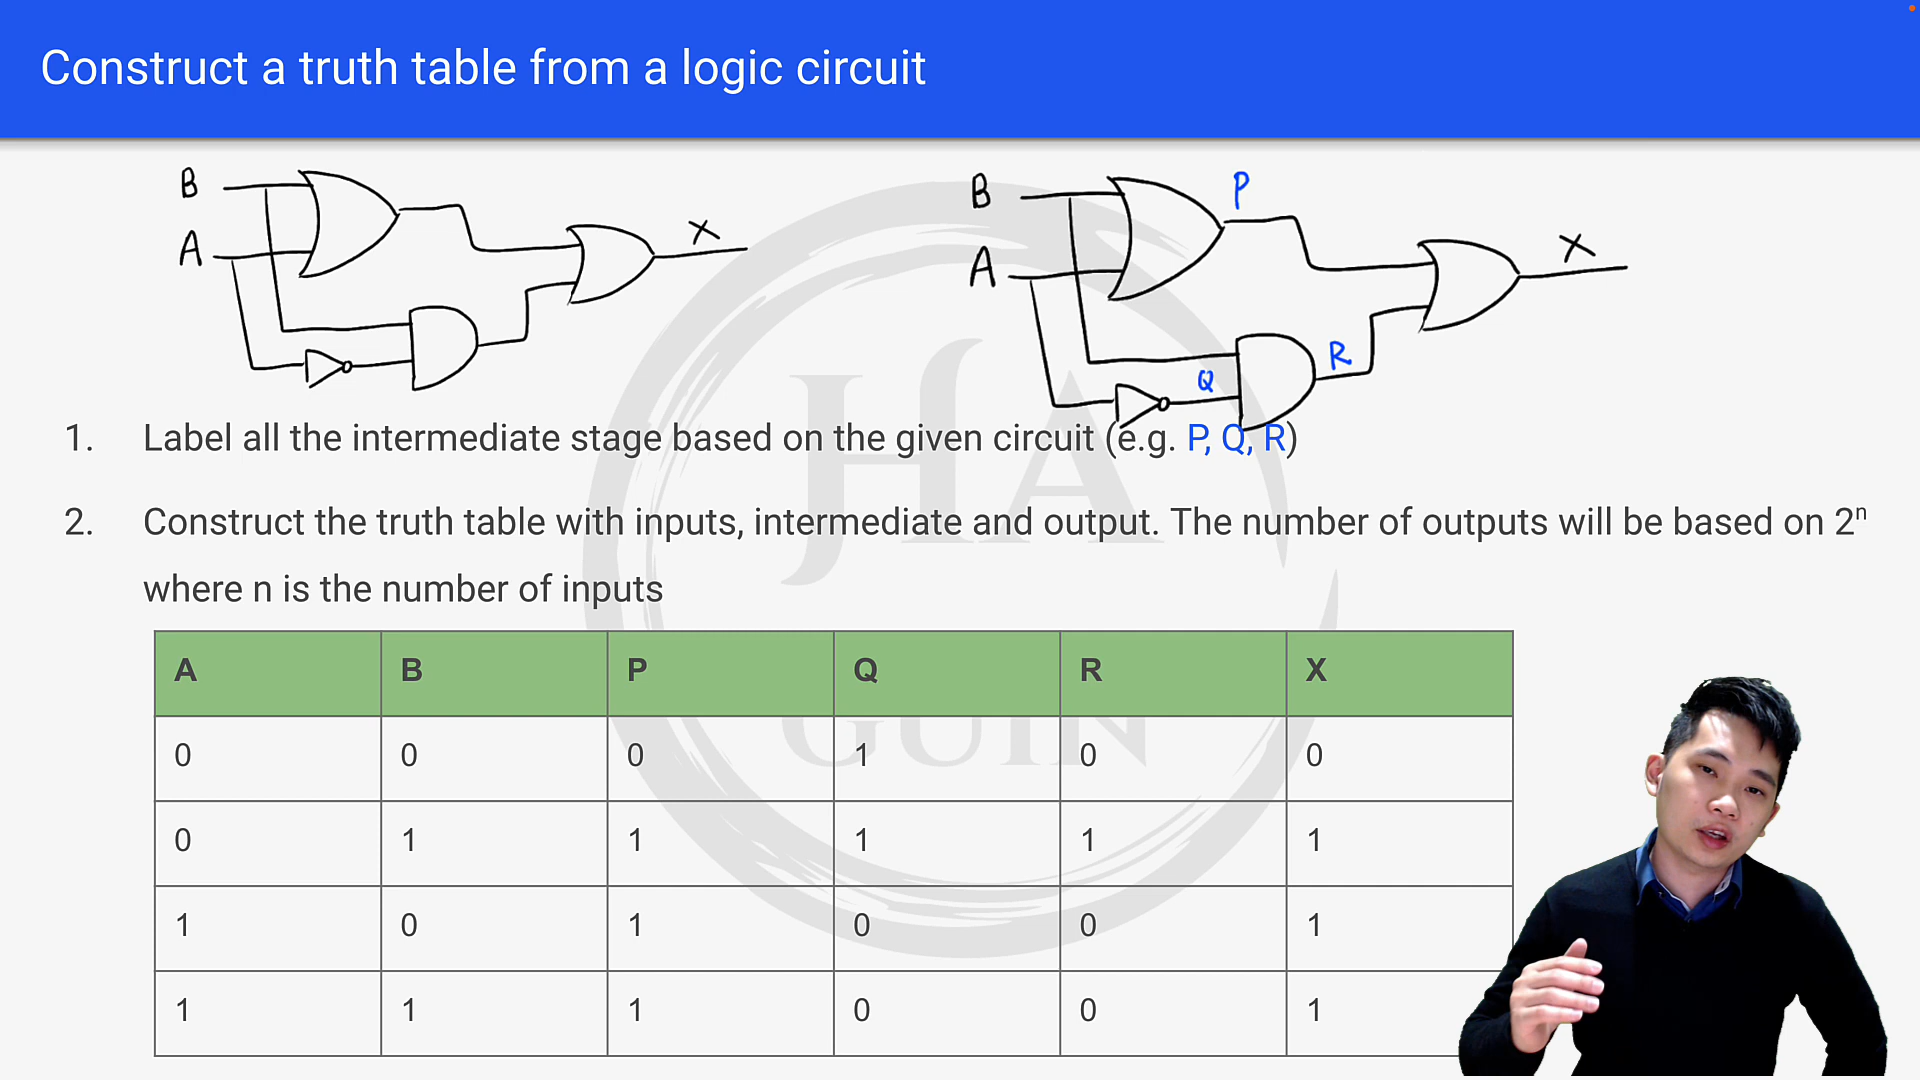 Construct a truth table from a logic circuit
B
A
X
B
A
P
Q
R
X
1. Label all the intermediate stage based on the given circuit (e.g. P, Q, R)
2. Construct the truth table with inputs, intermediate and output. The number of outputs will be based on 2ⁿ
where n is the number of inputs
JHA
GUIN
A B P Q R X
0 0 0 1 0 0
0 1 1 1 1 1
1 0 1 0 0 1
1 1 1 0 0 1